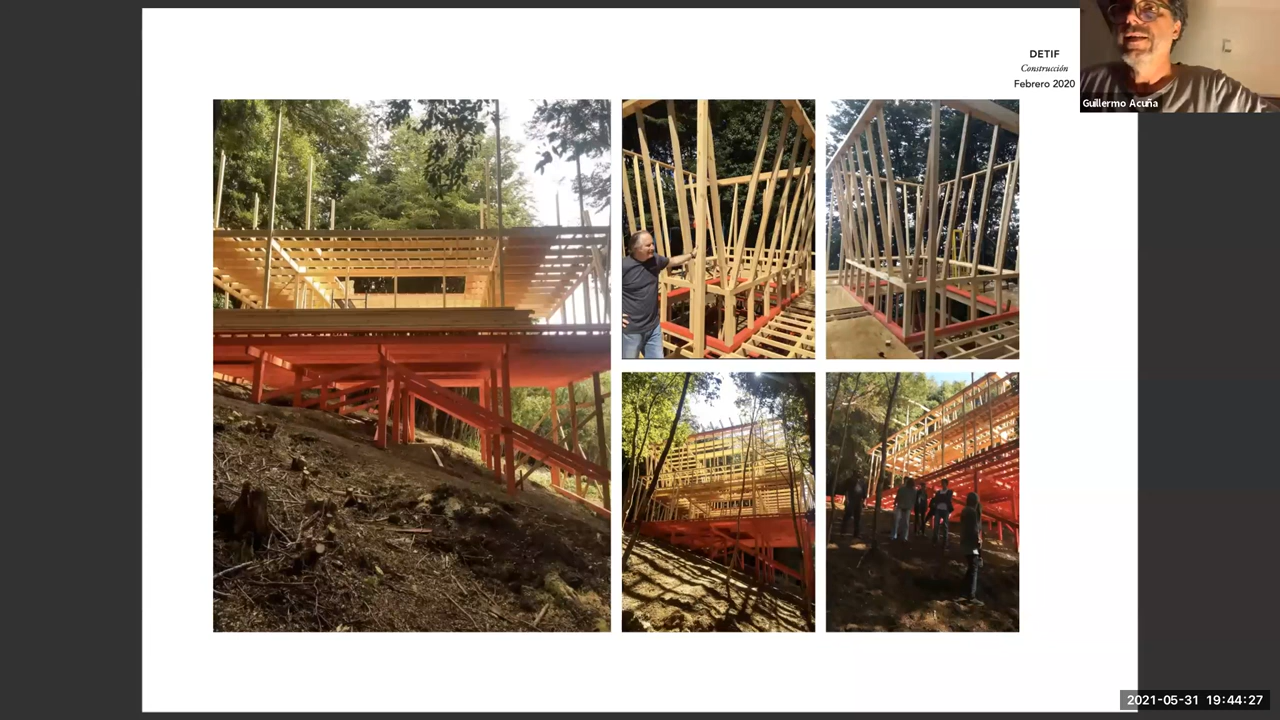 DETIF
Construcción
Febrero 2020
Guillermo Acuña
2021-05-31 19:44:27